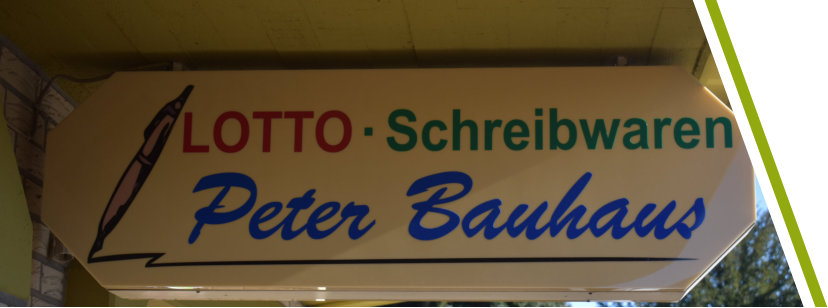 LOTTO · Schreibwaren
Peter Bauhaus